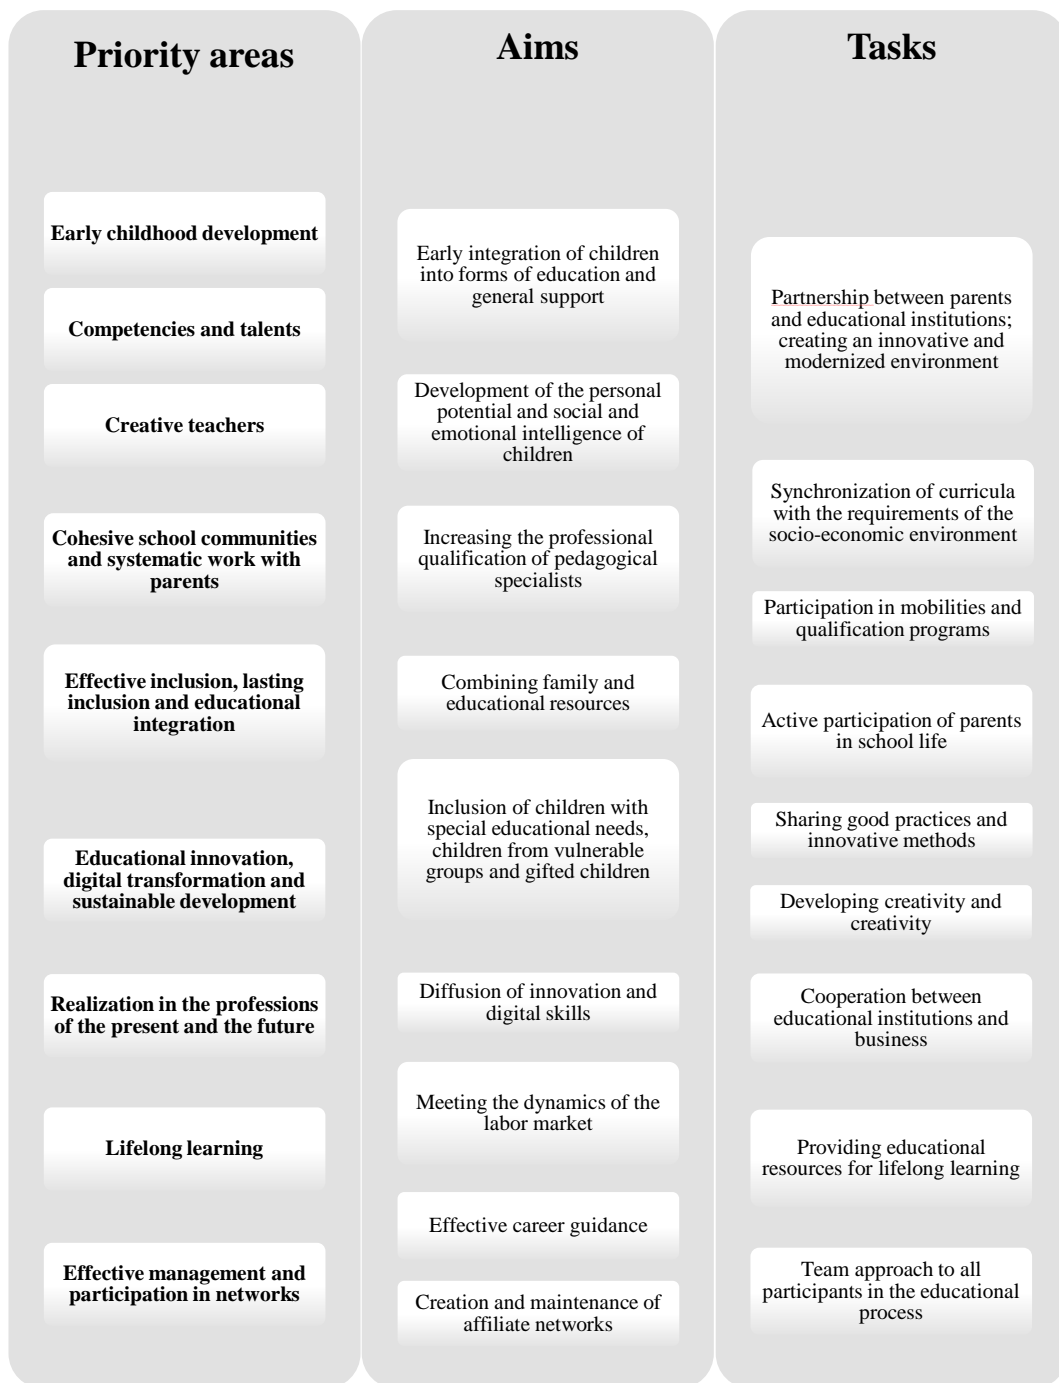 Priority areas
Early childhood development
Competencies and talents
Creative teachers
Cohesive school communities
and systematic work with
parents
Effective inclusion, lasting
inclusion and educational
integration
Educational innovation,
digital transformation and
sustainable development
Realization in the professions
of the present and the future
Lifelong learning
Effective management and
participation in networks
Aims
Early integration of children
into forms of education and
general support
Development of the personal
potential and social and
emotional intelligence of
children
Increasing the professional
qualification of pedagogical
specialists
Combining family and
educational resources
Inclusion of children with
special educational needs,
children from vulnerable
groups and gifted children
Diffusion of innovation and
digital skills
Meeting the dynamics of the
labor market
Effective career guidance
Creation and maintenance of
affiliate networks
Tasks
Partnership between parents
and educational institutions;
creating an innovative and
modernized environment
Synchronization of curricula
with the requirements of the
socio-economic environment
Participation in mobilities and
qualification programs
Active participation of parents
in school life
Sharing good practices and
innovative methods
Developing creativity and
creativity
Cooperation between
educational institutions and
business
Providing educational
resources for lifelong learning
Team approach to all
participants in the educational
process